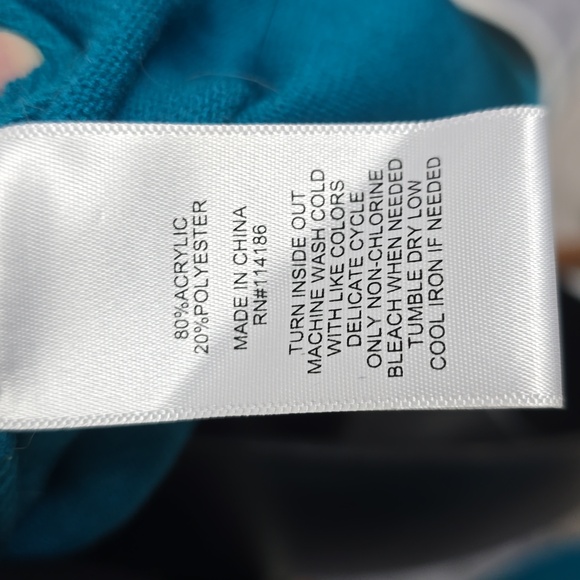 80%ACRYLIC
20%POLYESTER
MADE IN CHINA
RN#114186
TURN INSIDE OUT
MACHINE WASH COLD
WITH LIKE COLORS
DELICATE CYCLE
ONLY NON-CHLORINE
BLEACH WHEN NEEDED
TUMBLE DRY LOW
COOL IRON IF NEEDED